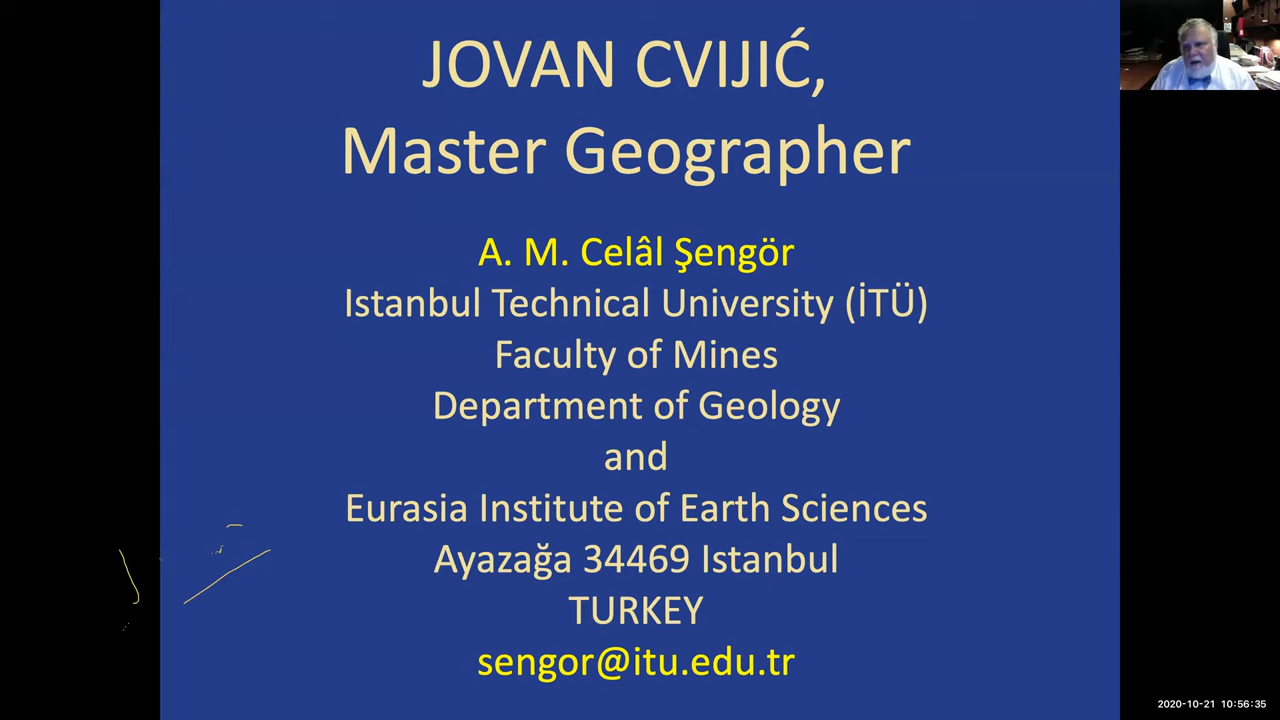 JOVAN CVIJIĆ,
Master Geographer
A. M. Celâl Şengör
Istanbul Technical University (İTÜ)
Faculty of Mines
Department of Geology
and
Eurasia Institute of Earth Sciences
Ayazağa 34469 Istanbul
TURKEY
sengor@itu.edu.tr
2020-10-21 10:56:35